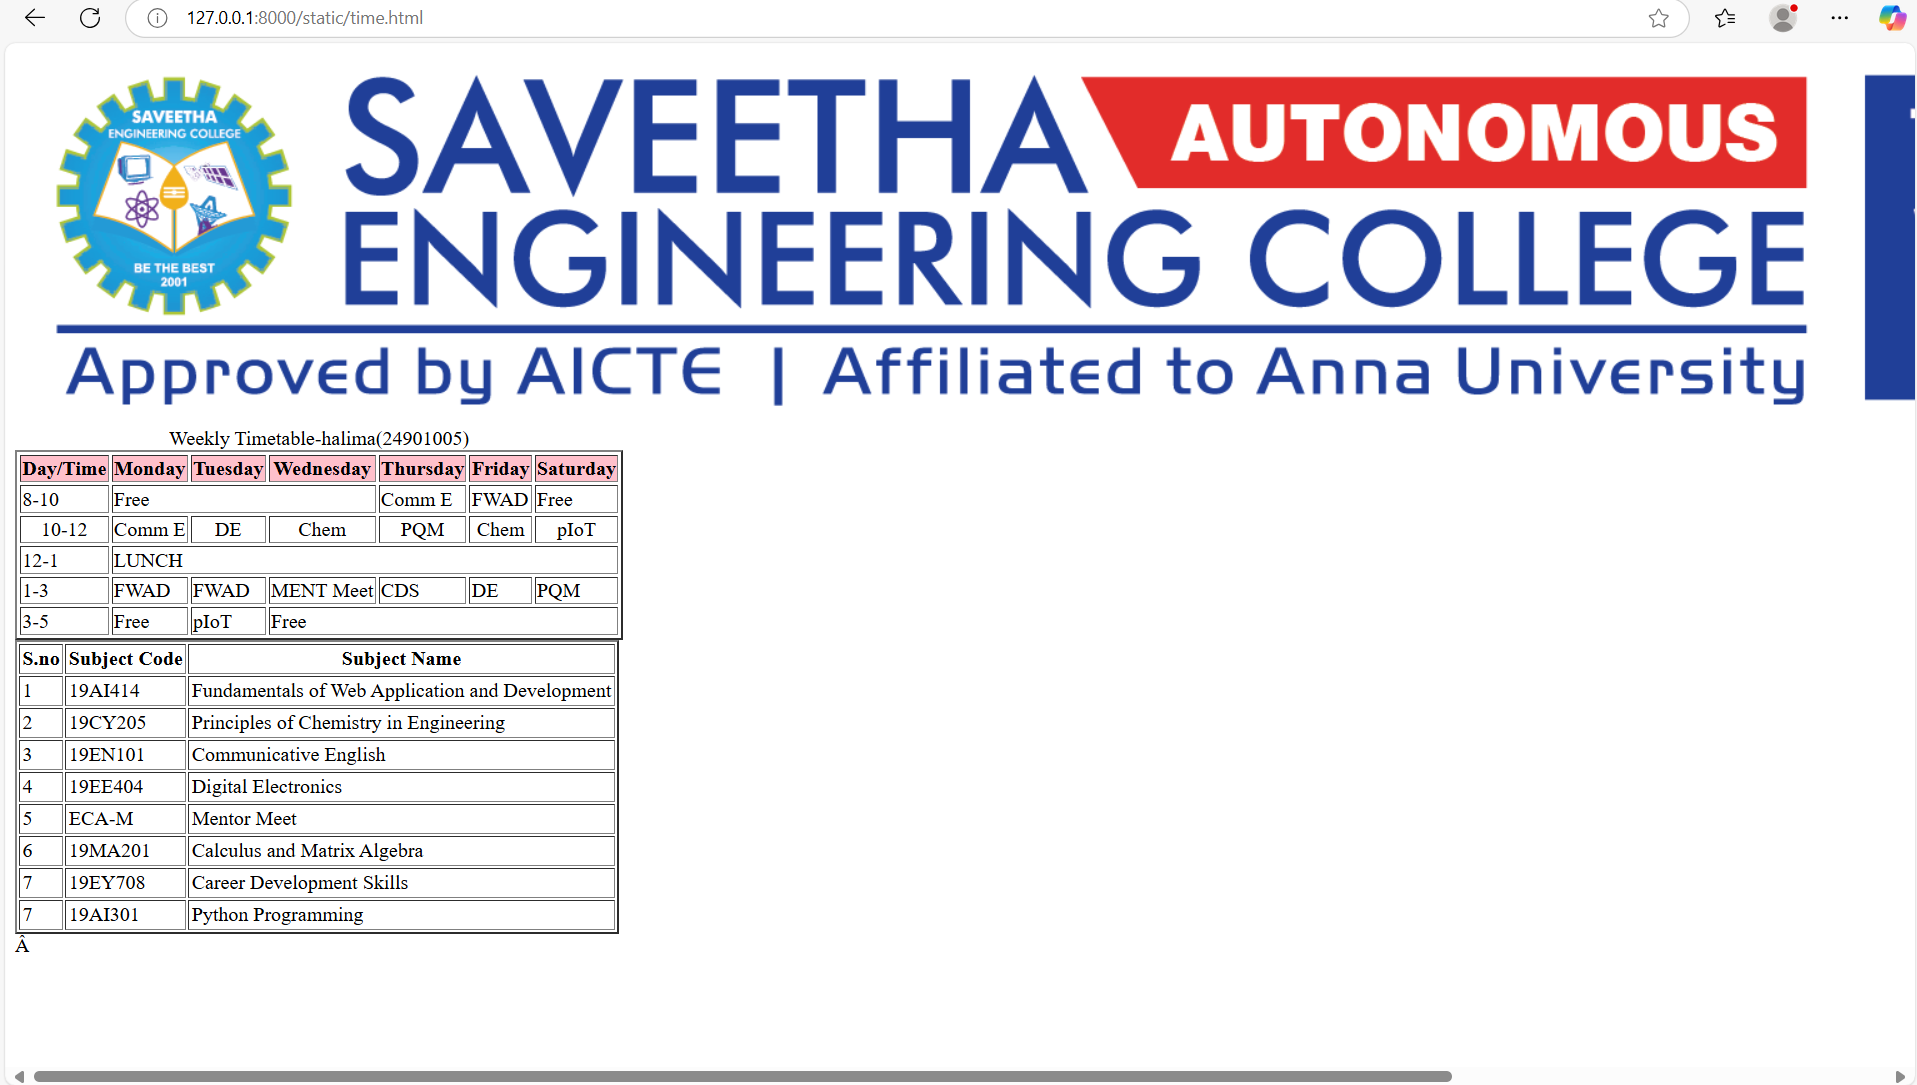 127.0.0.1:8000/static/time.html
SAVEETHA
ENGINEERING COLLEGE
BE THE BEST
2001
SAVEETHA AUTONOMOUS
ENGINEERING COLLEGE
Approved by AICTE | Affiliated to Anna University
Weekly Timetable-halima(24901005)
Day/Time Monday Tuesday Wednesday Thursday Friday Saturday
8-10 Free Comm E FWAD Free
10-12 Comm E DE Chem PQM Chem pIoT
12-1 LUNCH
1-3 FWAD FWAD MENT Meet CDS DE PQM
3-5 Free pIoT Free
S.no Subject Code Subject Name
1 19AI414 Fundamentals of Web Application and Development
2 19CY205 Principles of Chemistry in Engineering
3 19EN101 Communicative English
4 19EE404 Digital Electronics
5 ECA-M Mentor Meet
6 19MA201 Calculus and Matrix Algebra
7 19EY708 Career Development Skills
7 19AI301 Python Programming
Â